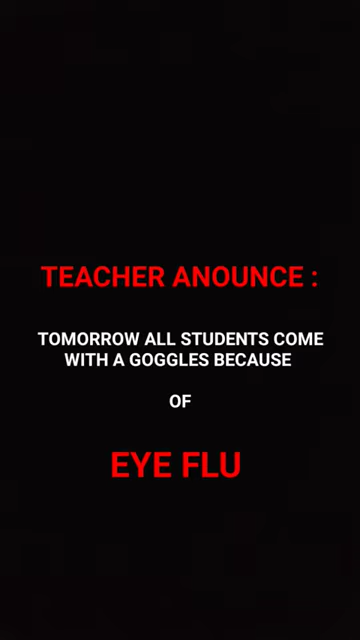 TEACHER ANOUNCE :
TOMORROW ALL STUDENTS COME
WITH A GOGGLES BECAUSE
OF
EYE FLU